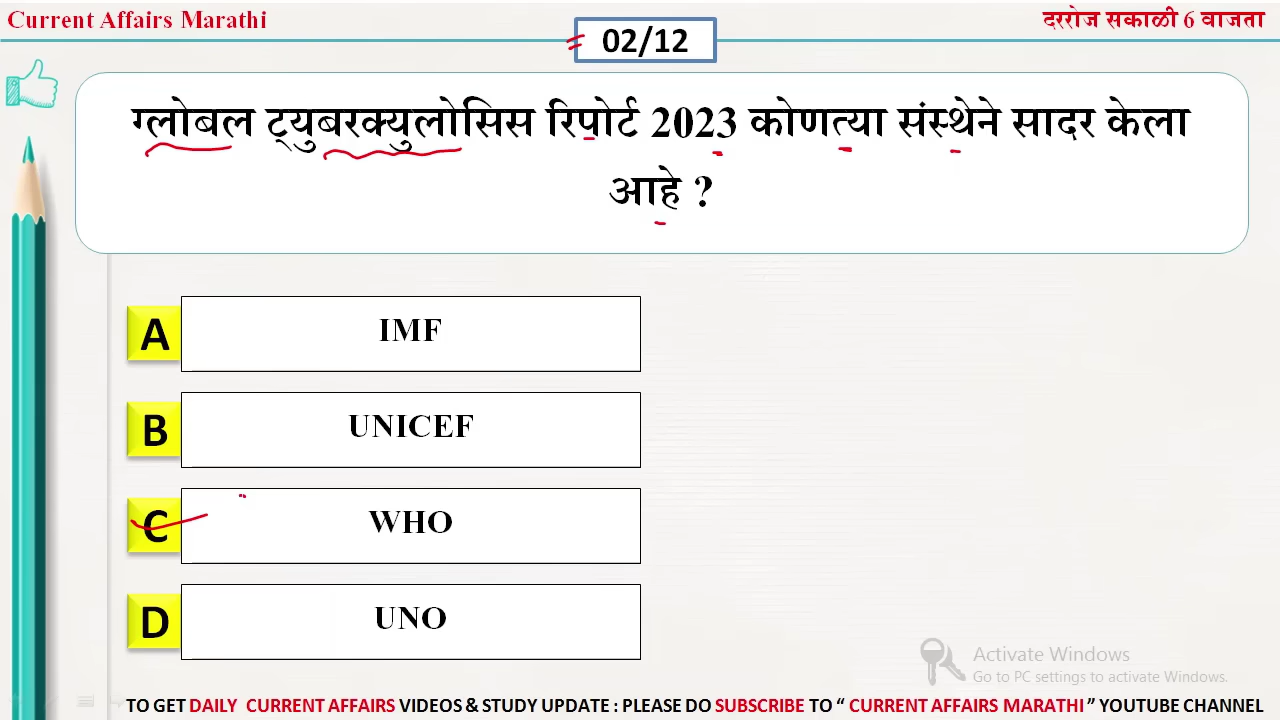 Current Affairs Marathi
दररोज सकाळी 6 वाजता
02/12
ग्लोबल ट्युबरक्युलोसिस रिपोर्ट 2023 कोणत्या संस्थेने सादर केला
आहे ?
A
IMF
B
UNICEF
C
WHO
D
UNO
Activate Windows
Go to PC settings to activate Windows.
TO GET DAILY CURRENT AFFAIRS VIDEOS & STUDY UPDATE : PLEASE DO SUBSCRIBE TO “ CURRENT AFFAIRS MARATHI ” YOUTUBE CHANNEL